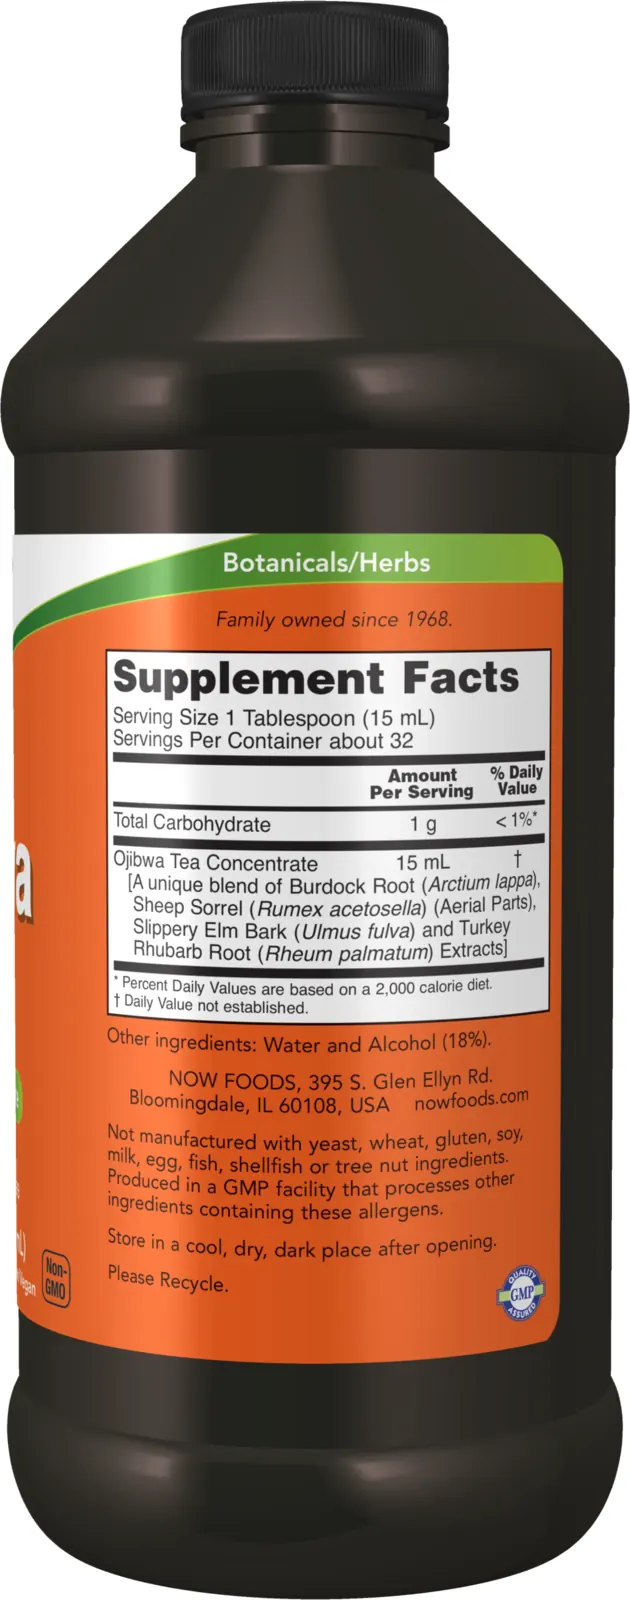 Botanicals/Herbs
Family owned since 1968.
Supplement Facts
Serving Size 1 Tablespoon (15 mL)
Servings Per Container about 32
Amount Per Serving
% Daily Value
Total Carbohydrate 1 g < 1%*
Ojibwa Tea Concentrate 15 mL †
[A unique blend of Burdock Root (Arctium lappa),
Sheep Sorrel (Rumex acetosella) (Aerial Parts),
Slippery Elm Bark (Ulmus fulva) and Turkey
Rhubarb Root (Rheum palmatum) Extracts]
* Percent Daily Values are based on a 2,000 calorie diet.
† Daily Value not established.
Other ingredients: Water and Alcohol (18%).
NOW FOODS, 395 S. Glen Ellyn Rd.
Bloomingdale, IL 60108, USA nowfoods.com
Not manufactured with yeast, wheat, gluten, soy,
milk, egg, fish, shellfish or tree nut ingredients.
Produced in a GMP facility that processes other
ingredients containing these allergens.
Store in a cool, dry, dark place after opening.
Please Recycle.
Non-
GMO
QUALITY
GMP
ASSURED